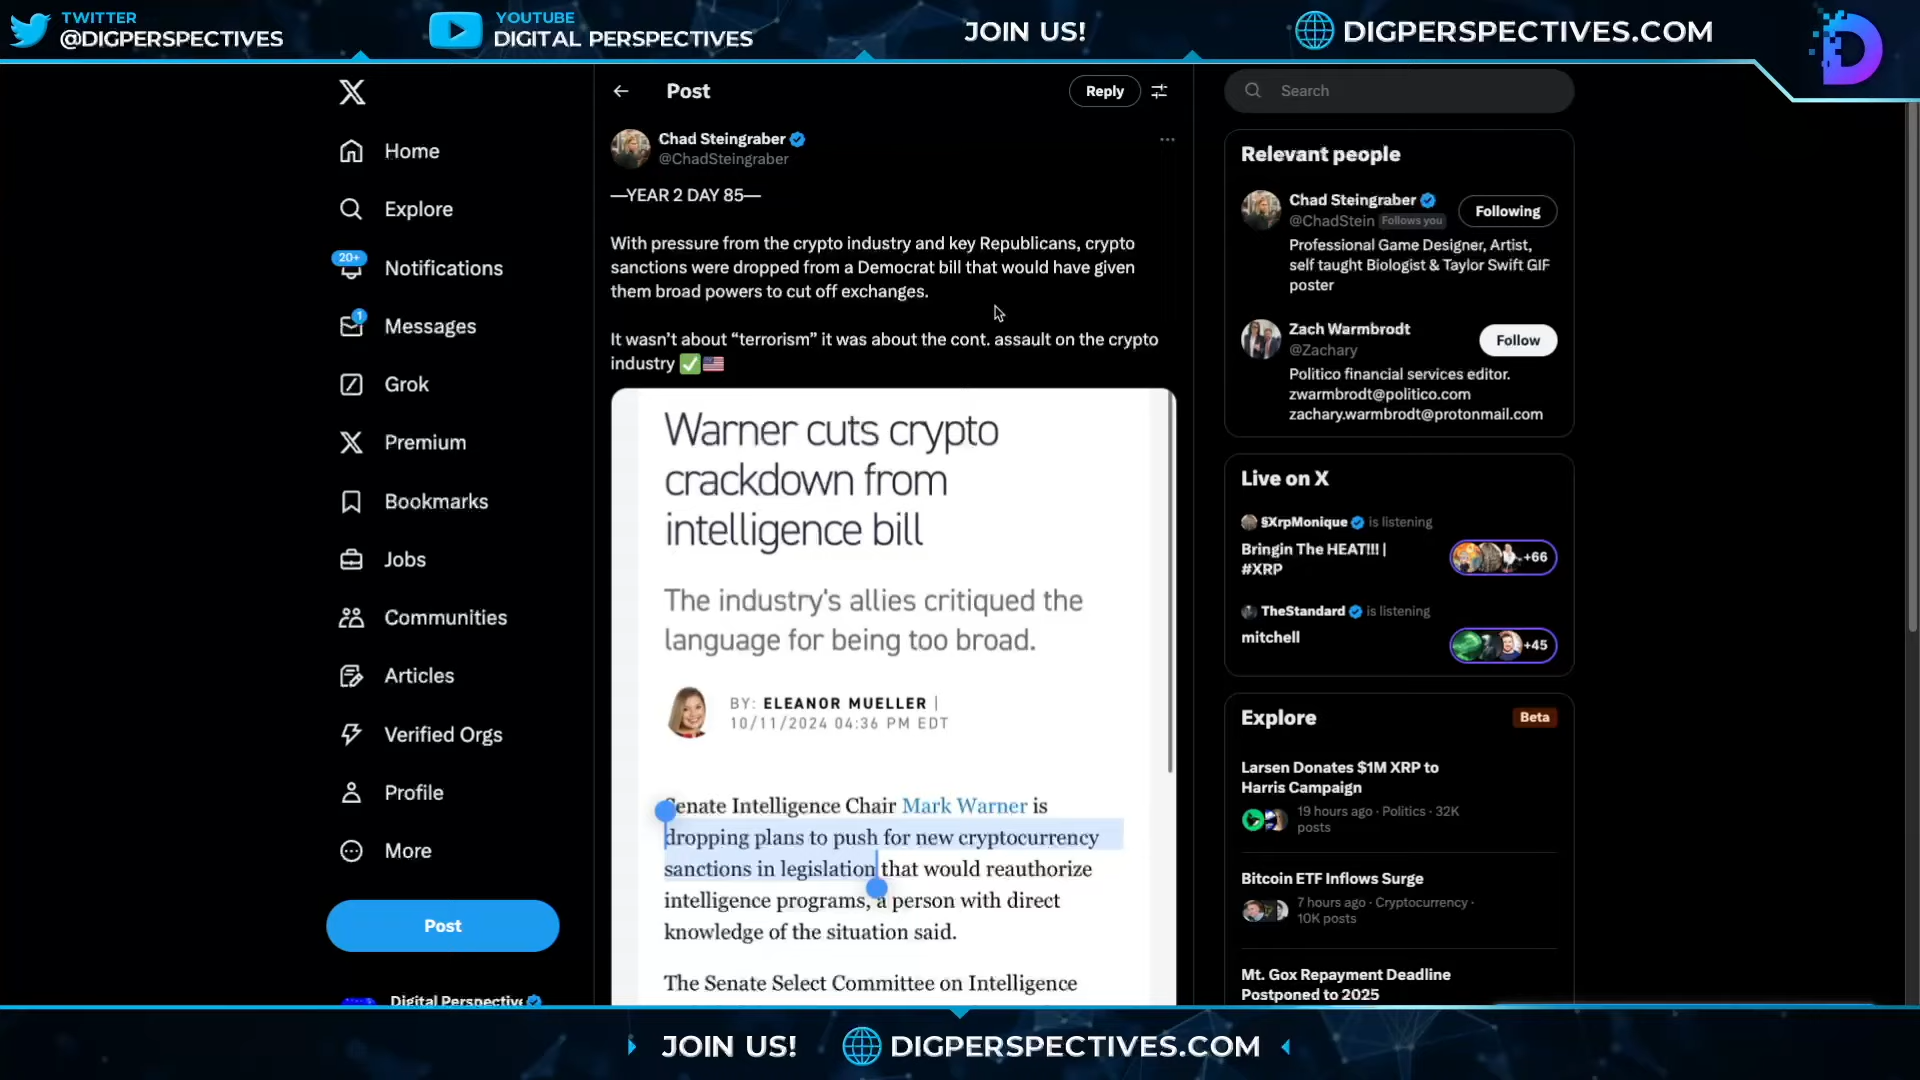 TWITTER
@DIGPERSPECTIVES
YOUTUBE
DIGITAL PERSPECTIVES
JOIN US!
DIGPERSPECTIVES.COM
Home
Explore
20+
Notifications
1
Messages
Grok
Premium
Bookmarks
Jobs
Communities
Articles
Verified Orgs
Profile
More
Post
Digital Perspective
Post
Reply
Chad Steingraber
@ChadSteingraber
—YEAR 2 DAY 85—
With pressure from the crypto industry and key Republicans, crypto
sanctions were dropped from a Democrat bill that would have given
them broad powers to cut off exchanges.
It wasn't about “terrorism” it was about the cont. assault on the crypto
industry ✅🇺🇸
Warner cuts crypto
crackdown from
intelligence bill
The industry's allies critiqued the
language for being too broad.
BY: ELEANOR MUELLER |
10/11/2024 04:36 PM EDT
Senate Intelligence Chair Mark Warner is
dropping plans to push for new cryptocurrency
sanctions in legislation that would reauthorize
intelligence programs, a person with direct
knowledge of the situation said.
The Senate Select Committee on Intelligence
Search
Relevant people
Chad Steingraber
@ChadStein Follows you
Following
Professional Game Designer, Artist,
self taught Biologist & Taylor Swift GIF
poster
Zach Warmbrodt
@Zachary
Follow
Politico financial services editor.
zwarmbrodt@politico.com
zachary.warmbrodt@protonmail.com
Live on X
§XrpMonique is listening
Bringin The HEAT!!! |
#XRP
+66
TheStandard is listening
mitchell
+45
Explore
Beta
Larsen Donates $1M XRP to
Harris Campaign
19 hours ago · Politics · 32K
posts
Bitcoin ETF Inflows Surge
7 hours ago · Cryptocurrency ·
10K posts
Mt. Gox Repayment Deadline
Postponed to 2025
JOIN US!
DIGPERSPECTIVES.COM